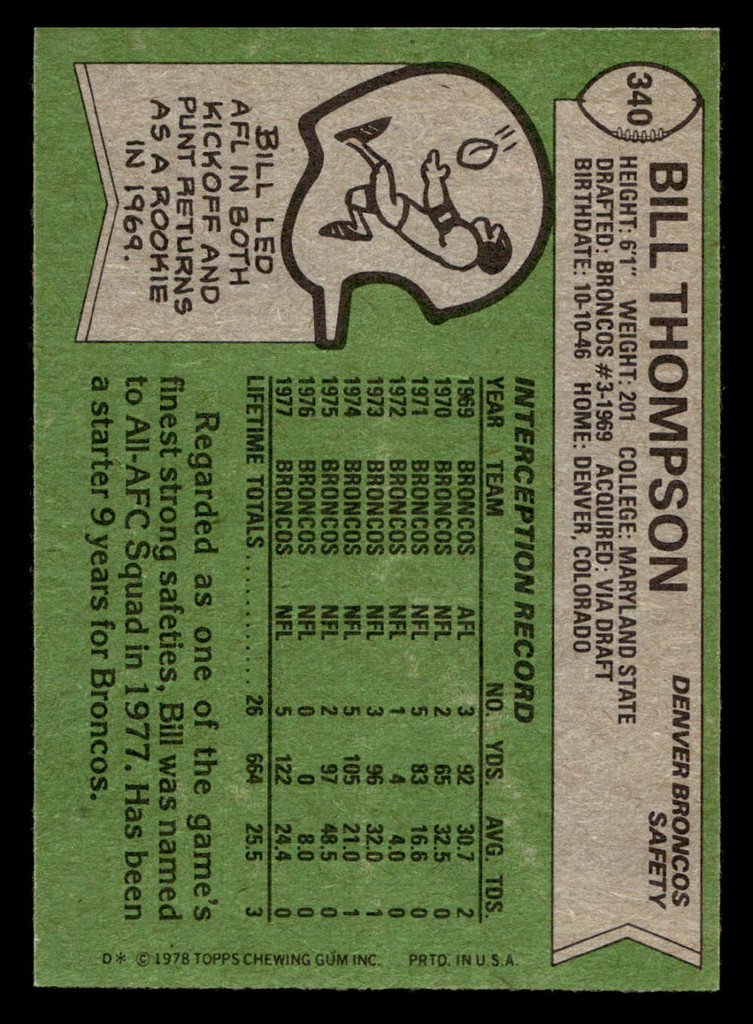 340
BILL THOMPSON
DENVER BRONCOS
SAFETY
HEIGHT: 6'1" WEIGHT: 201 COLLEGE: MARYLAND STATE
DRAFTED: BRONCOS #3-1969 ACQUIRED: VIA DRAFT
BIRTHDATE: 10-10-46 HOME: DENVER, COLORADO
BILL LED
AFL IN BOTH
KICKOFF AND
PUNT RETURNS
AS A ROOKIE
IN 1969.
INTERCEPTION RECORD
YEAR TEAM NO. YDS. AVG. TDS.
1969 BRONCOS AFL 3 92 30.7 2
1970 BRONCOS NFL 2 65 32.5 0
1971 BRONCOS NFL 5 83 16.6 0
1972 BRONCOS NFL 1 4 4.0 0
1973 BRONCOS NFL 3 96 32.0 1
1974 BRONCOS NFL 5 105 21.0 1
1975 BRONCOS NFL 2 97 48.5 0
1976 BRONCOS NFL 0 8.0 0
1977 BRONCOS NFL 5 122 24.4 0
LIFETIME TOTALS............ 26 664 25.5 3
Regarded as one of the game's
finest strong safeties, Bill was named
to All-AFC Squad in 1977. Has been
a starter 9 years for Broncos.
D* © 1978 TOPPS CHEWING GUM INC. PRTD. IN U.S.A.